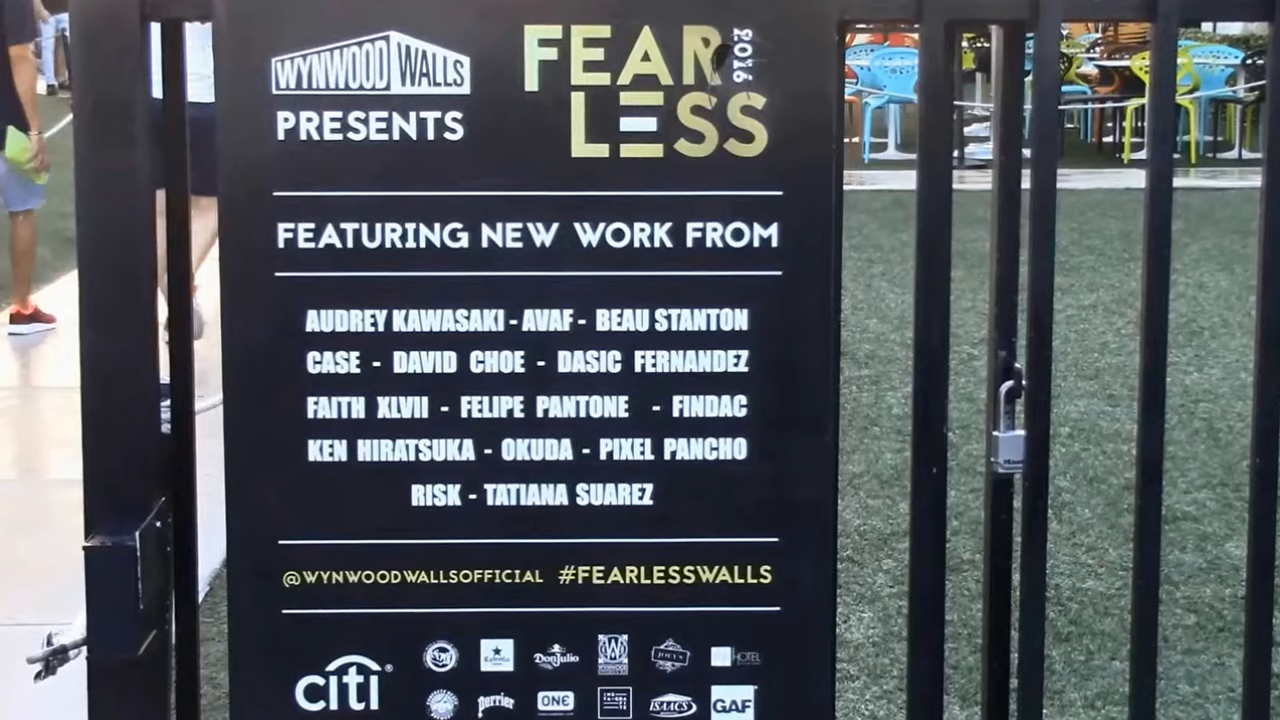 WYNWOOD WALLS
PRESENTS
FEAR
LESS
2016
FEATURING NEW WORK FROM
AUDREY KAWASAKI - AVAF - BEAU STANTON
CASE - DAVID CHOE - DASIC FERNANDEZ
FAITH XLVII - FELIPE PANTONE - FINDAC
KEN HIRATSUKA - OKUDA - PIXEL PANCHO
RISK - TATIANA SUAREZ
@WYNWOODWALLSOFFICIAL #FEARLESSWALLS
citi DonJulio JOEY'S HOTEL
Perrier ONE ISAACS GAF